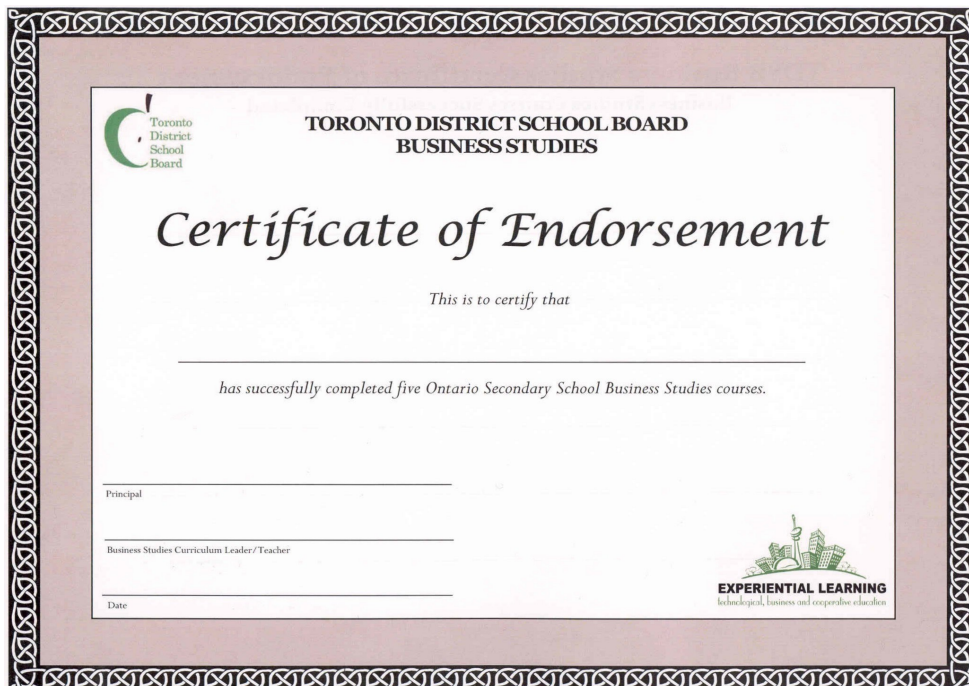 Toronto
District
School
Board
TORONTO DISTRICT SCHOOL BOARD
BUSINESS STUDIES
Certificate of Endorsement
This is to certify that
has successfully completed five Ontario Secondary School Business Studies courses.
Principal
Business Studies Curriculum Leader/Teacher
Date
EXPERIENTIAL LEARNING
technological, business and cooperative education